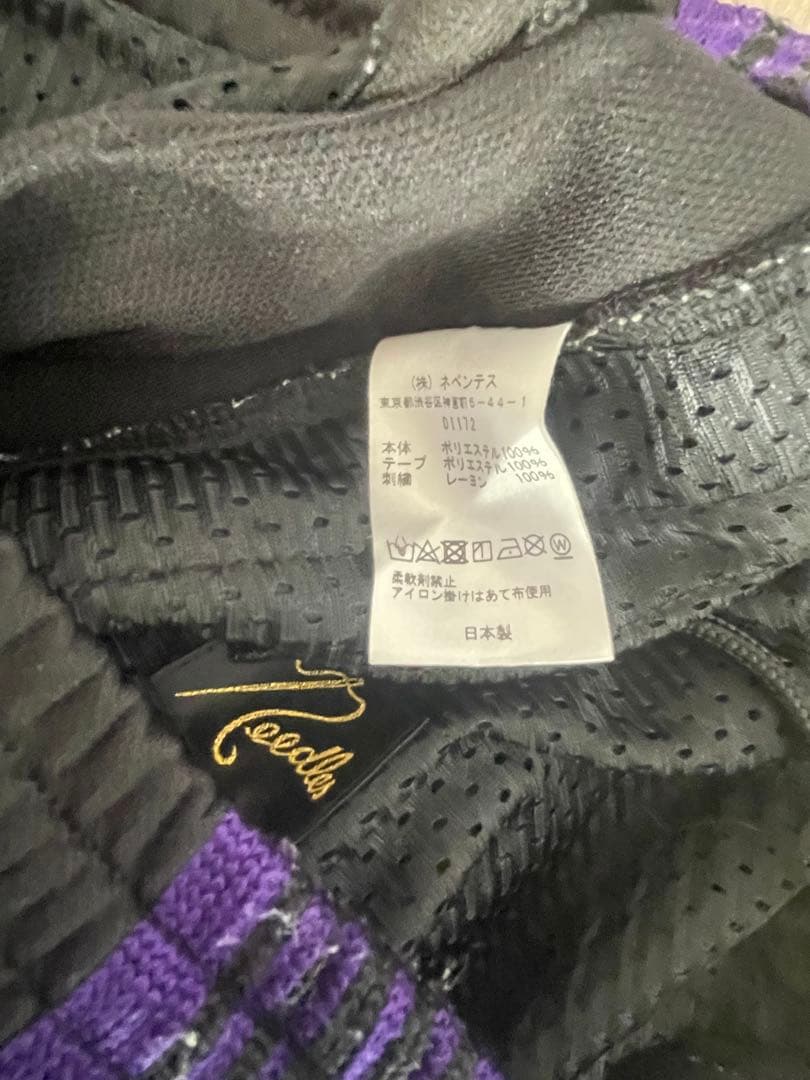 (株) ネペンテス
東京都渋谷区神宮前5-44-1
01172
本体 ポリエステル100%
テープ ポリエステル100%
刺繍 レーヨン 100%
W
柔軟剤禁止
アイロン掛けはあて布使用
日本製
Needles